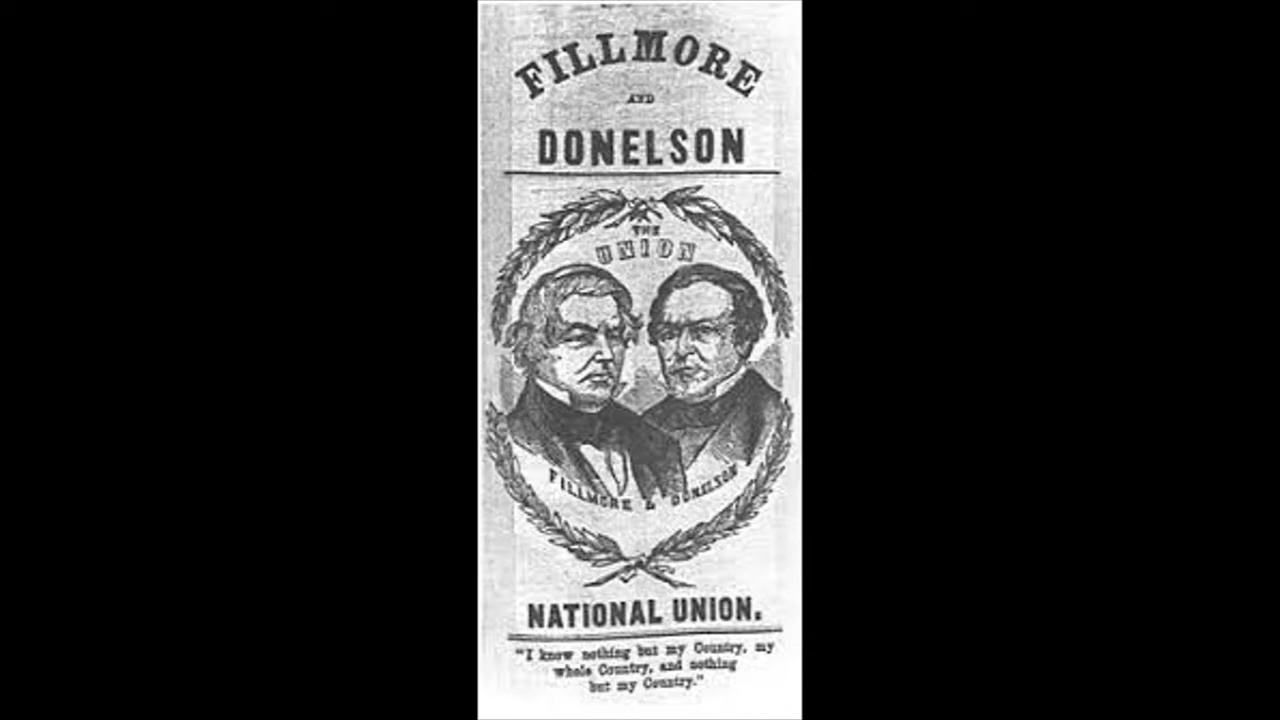 FILLMORE
AND
DONELSON
THE
UNION
FILLMORE & DONELSON
NATIONAL UNION.
"I know nothing but my Country, my
whole Country, and nothing
but my Country."